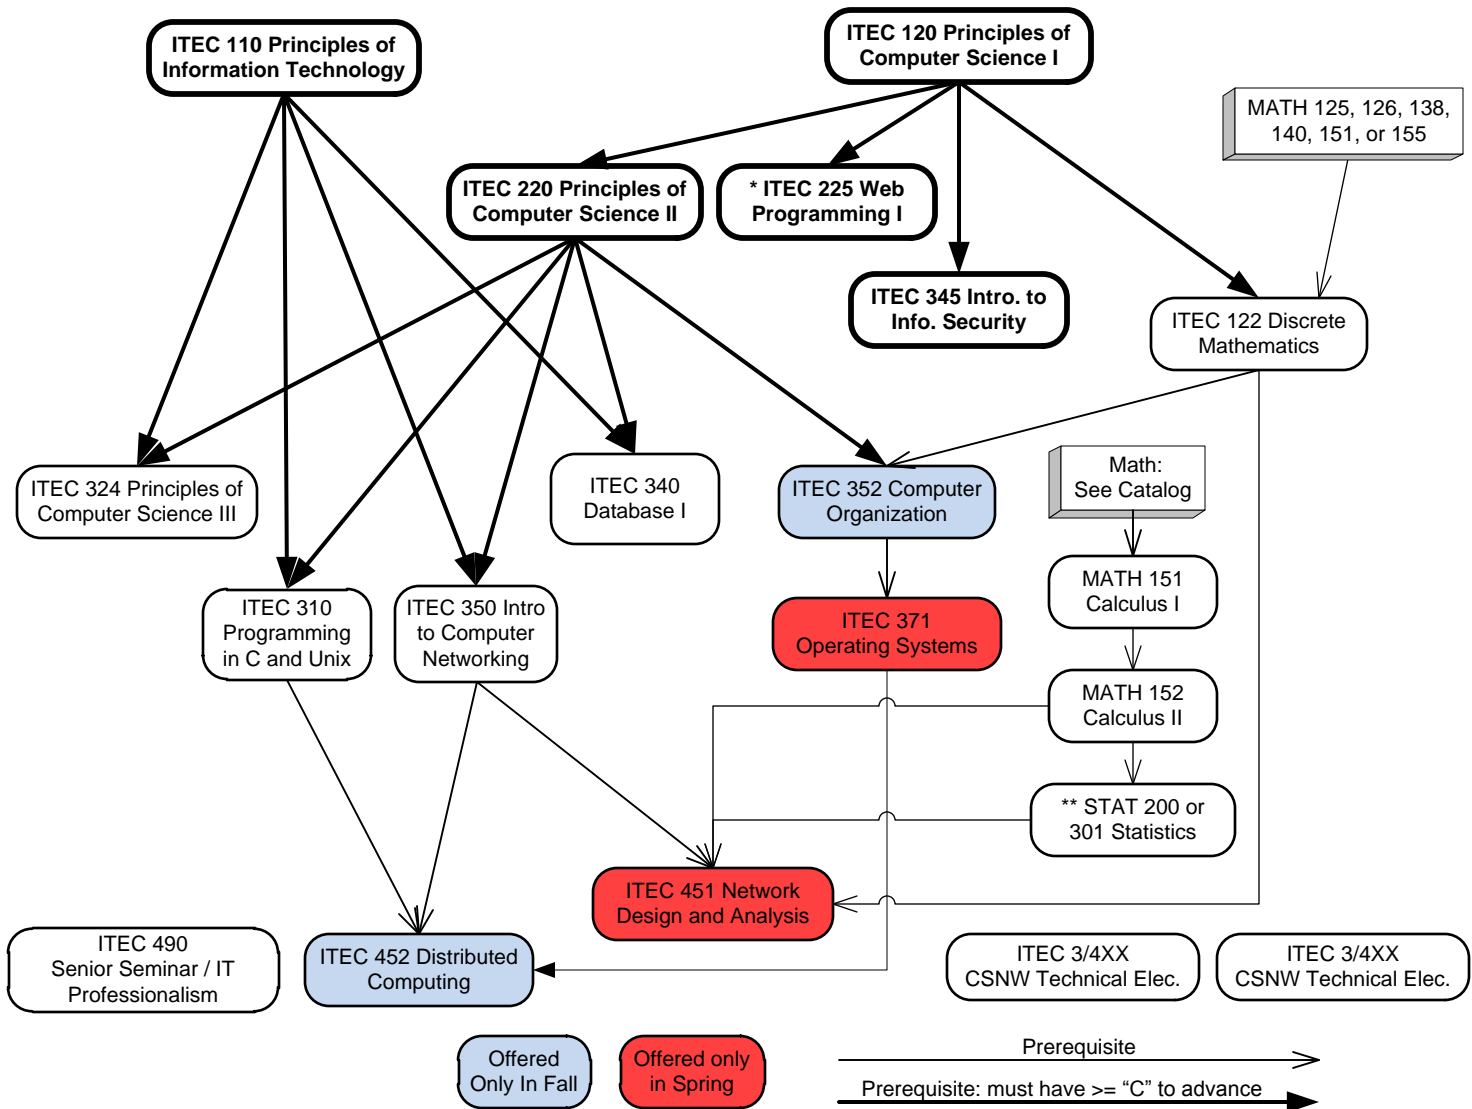 ITEC 110 Principles of
Information Technology
ITEC 120 Principles of
Computer Science I
MATH 125, 126, 138,
140, 151, or 155
ITEC 220 Principles of
Computer Science II
* ITEC 225 Web
Programming I
ITEC 345 Intro. to
Info. Security
ITEC 122 Discrete
Mathematics
ITEC 324 Principles of
Computer Science III
ITEC 340
Database I
ITEC 352 Computer
Organization
Math:
See Catalog
ITEC 310
Programming
in C and Unix
ITEC 350 Intro
to Computer
Networking
ITEC 371
Operating Systems
MATH 151
Calculus I
MATH 152
Calculus II
** STAT 200 or
301 Statistics
ITEC 451 Network
Design and Analysis
ITEC 490
Senior Seminar / IT
Professionalism
ITEC 452 Distributed
Computing
ITEC 3/4XX
CSNW Technical Elec.
ITEC 3/4XX
CSNW Technical Elec.
Offered
Only In Fall
Offered only
in Spring
Prerequisite
Prerequisite: must have >= “C” to advance